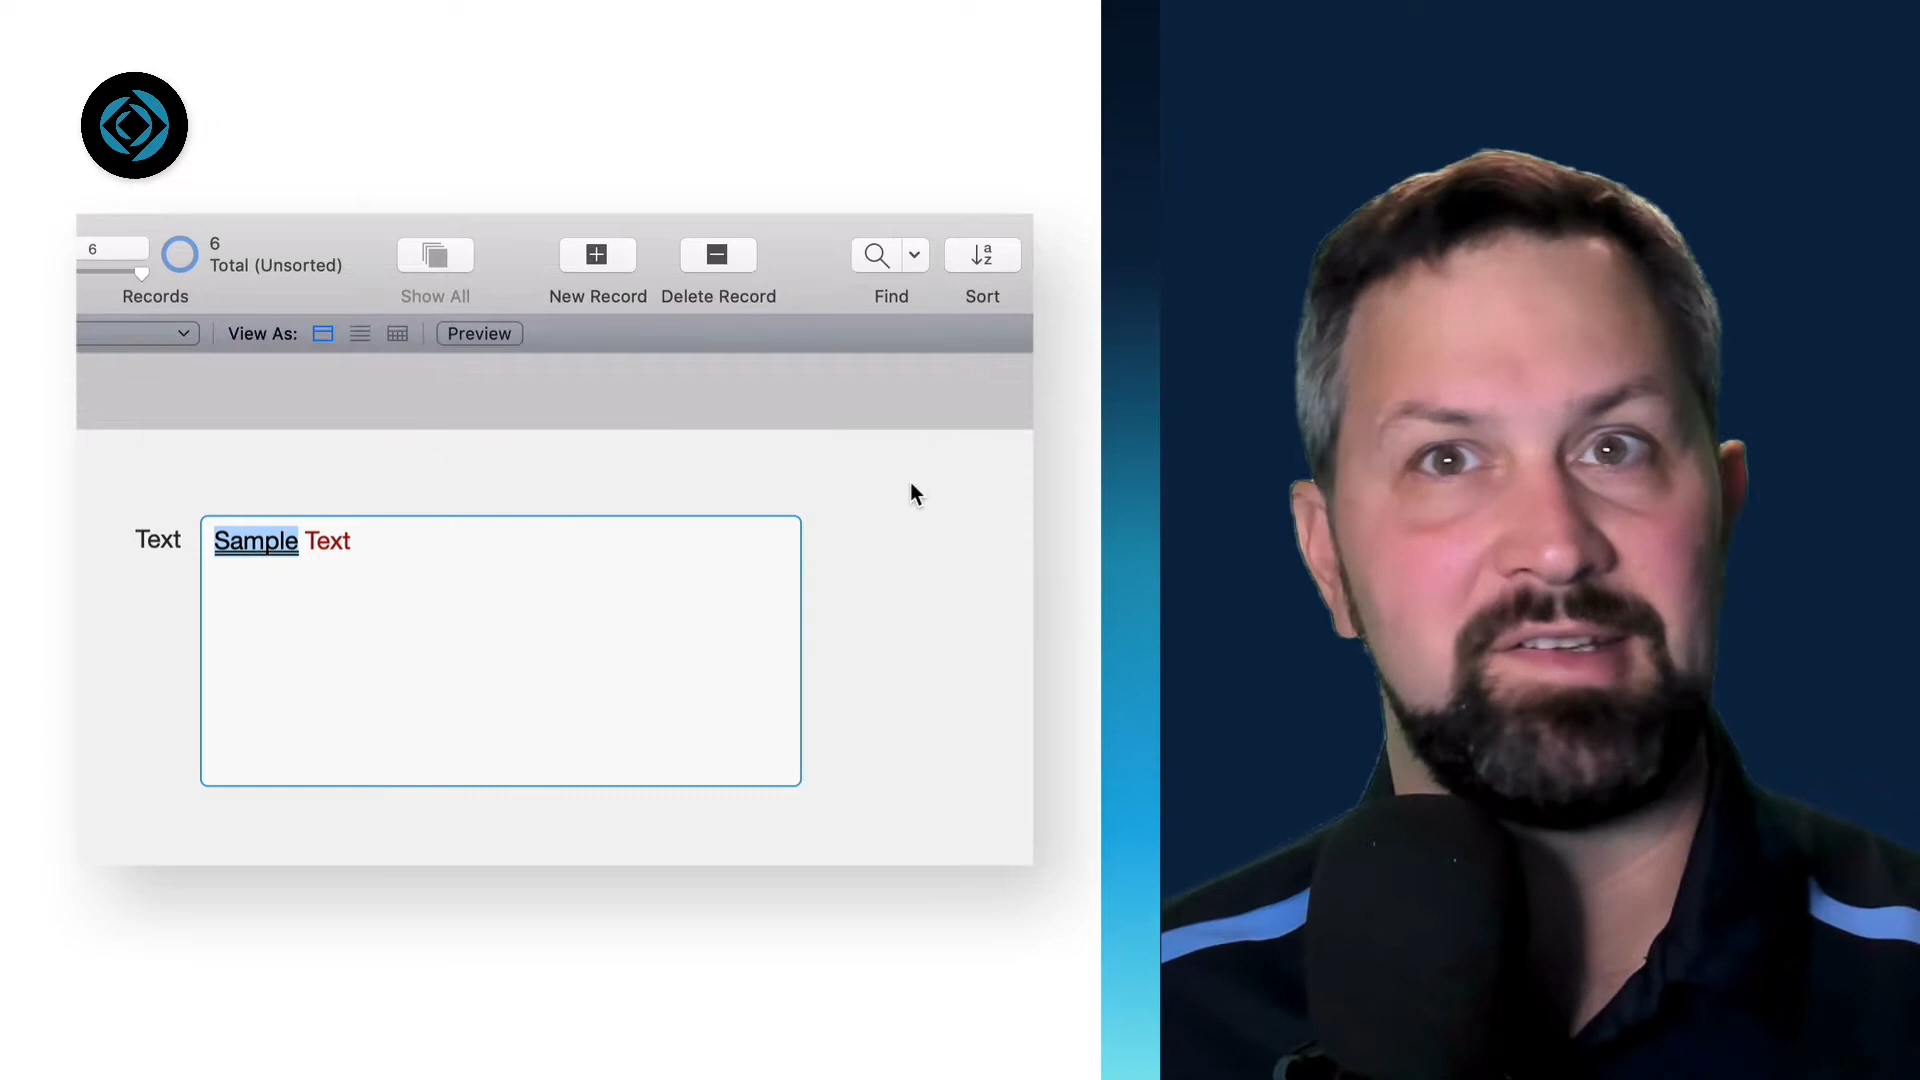 6
6
Total (Unsorted)
a
z
Records
Show All
New Record
Delete Record
Find
Sort
View As:
Preview
Text
Sample Text